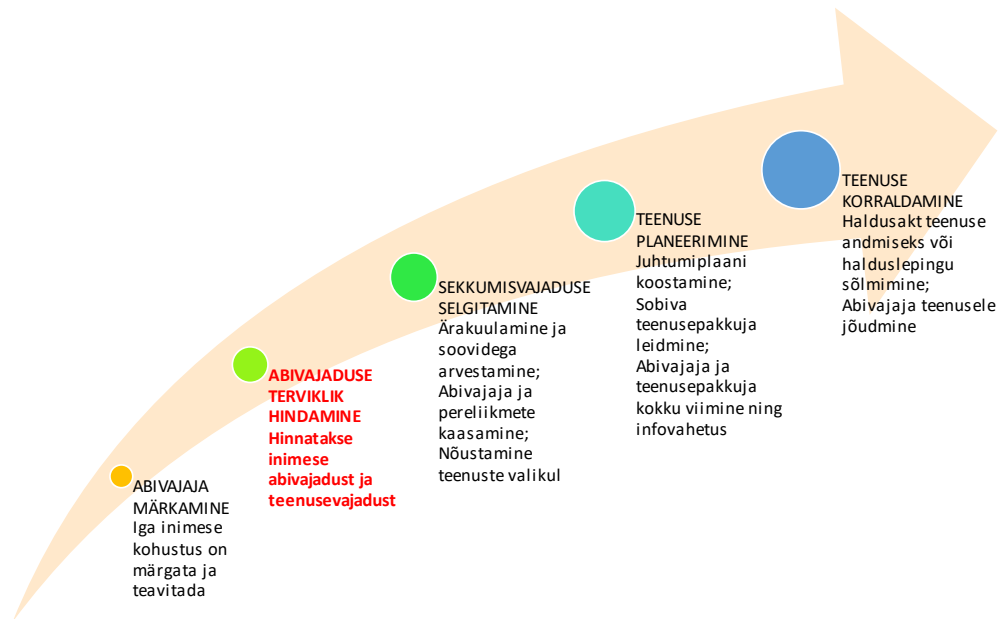 ABIVAJAJA
MÄRKAMINE
Iga inimese
kohustus on
märgata ja
teavitada
ABIVAJADUSE
TERVIKLIK
HINDAMINE
Hinnatakse
inimese
abivajadust ja
teenusevajadust
SEKKUMISVAJADUSE
SELGITAMINE
Ärakuulamine ja
soovidega
arvestamine;
Abivajaja ja
pereliikmete
kaasamine;
Nõustamine
teenuste valikul
TEENUSE
PLANEERIMINE
Juhtumiplaani
koostamine;
Sobiva
teenusepakkuja
leidmine;
Abivajaja ja
teenusepakkuja
kokku viimine ning
infovahetus
TEENUSE
KORRALDAMINE
Haldusakt teenuse
andmiseks või
halduslepingu
sõlmimine;
Abivajaja teenusele
jõudmine